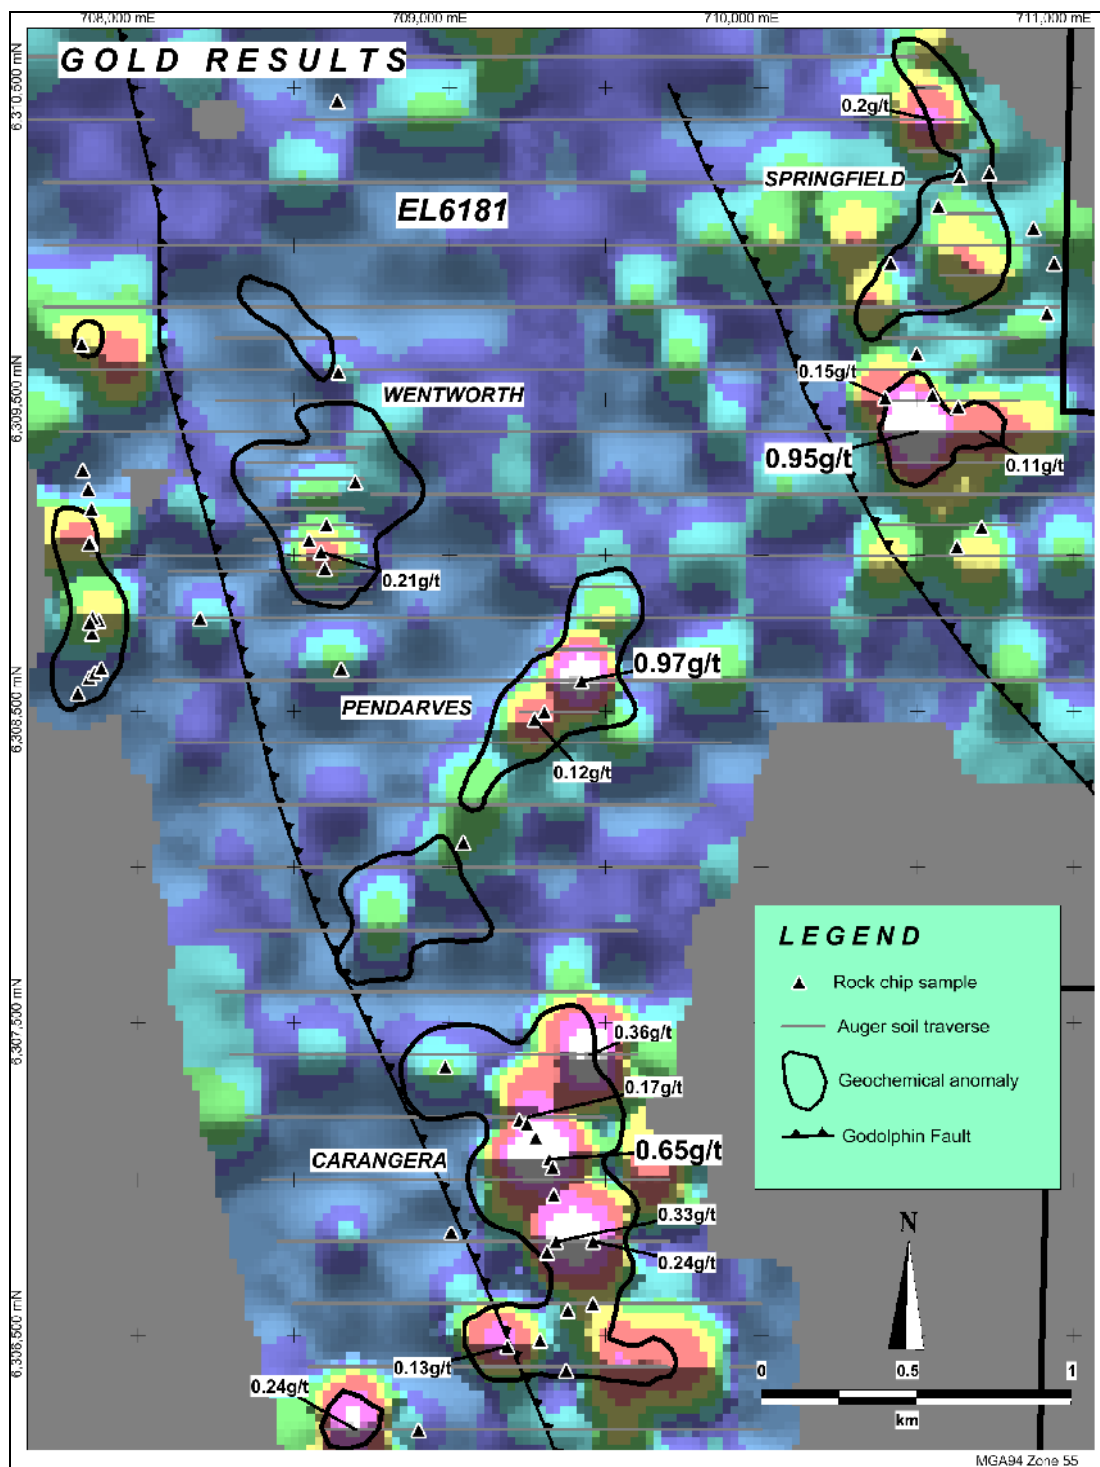 708,000 mE
709,000 mE
710,000 mE
711,000 mE
GOLD RESULTS
6,310,500 mN
0.2g/t
SPRINGFIELD
EL6181
0.15g/t
WENTWORTH
6,309,500 mN
0.95g/t
0.11g/t
0.21g/t
0.97g/t
6,308,500 mN
PENDARVES
0.12g/t
LEGEND
Rock chip sample
Auger soil traverse
Geochemical anomaly
Godolphin Fault
6,307,500 mN
0.36g/t
0.17g/t
0.65g/t
CARANGERA
0.33g/t
0.24g/t
N
6,306,500 mN
0.13g/t
0.24g/t
0
0.5
1
km
MGA94 Zone 55